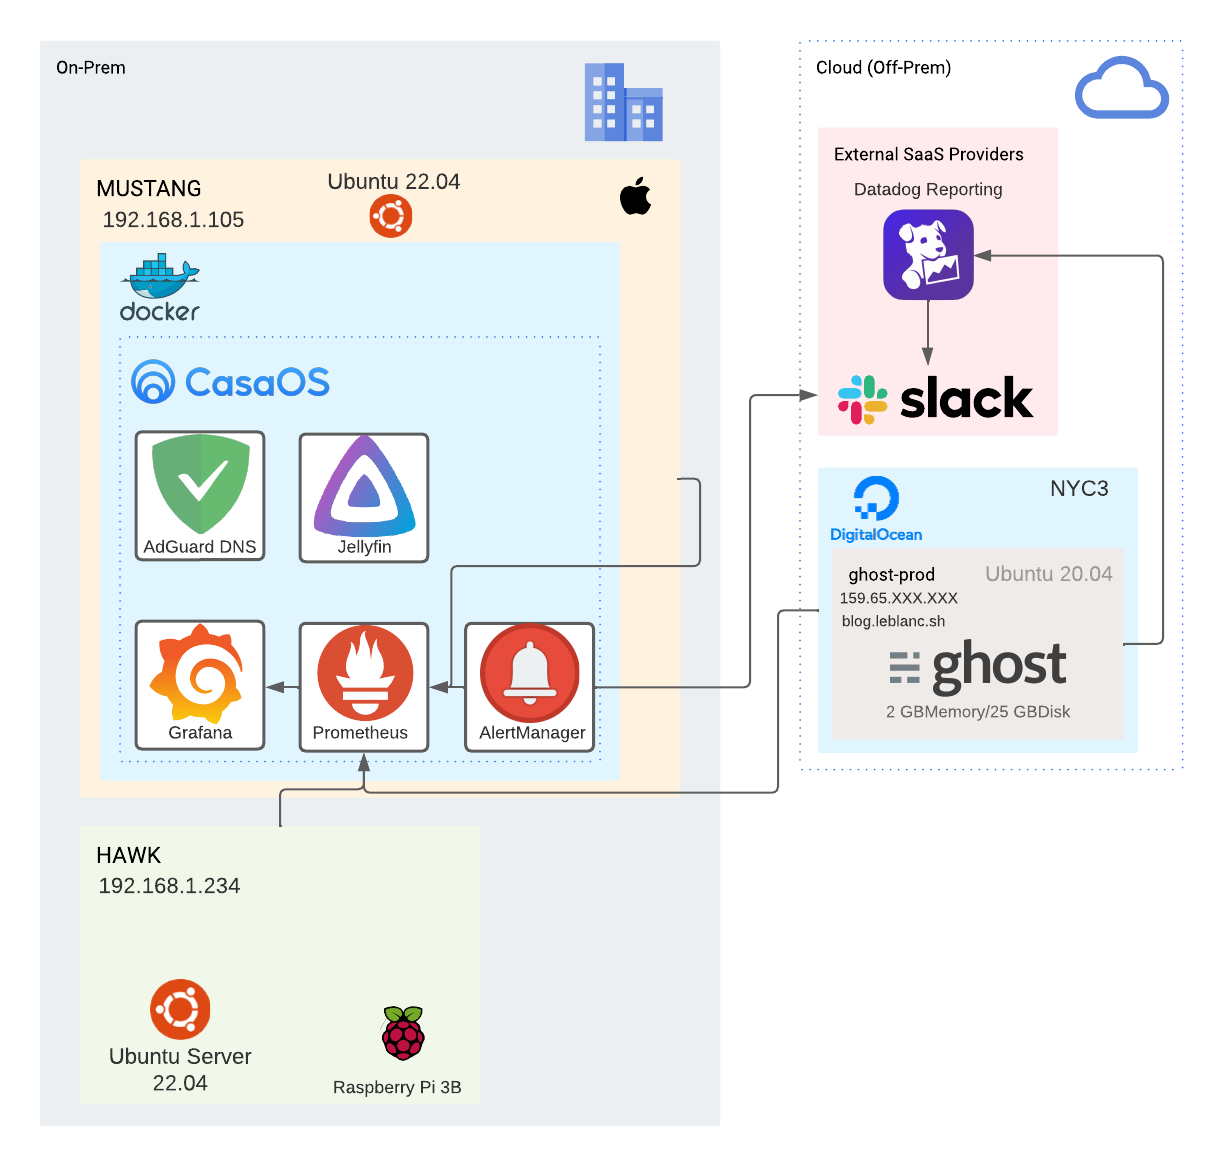 On-Prem
MUSTANG
192.168.1.105
Ubuntu 22.04
docker
CasaOS
AdGuard DNS
Jellyfin
Grafana
Prometheus
AlertManager
HAWK
192.168.1.234
Ubuntu Server
22.04
Raspberry Pi 3B
Cloud (Off-Prem)
External SaaS Providers
Datadog Reporting
slack
DigitalOcean
NYC3
ghost-prod
Ubuntu 20.04
159.65.XXX.XXX
blog.leblanc.sh
ghost
2 GBMemory/25 GBDisk